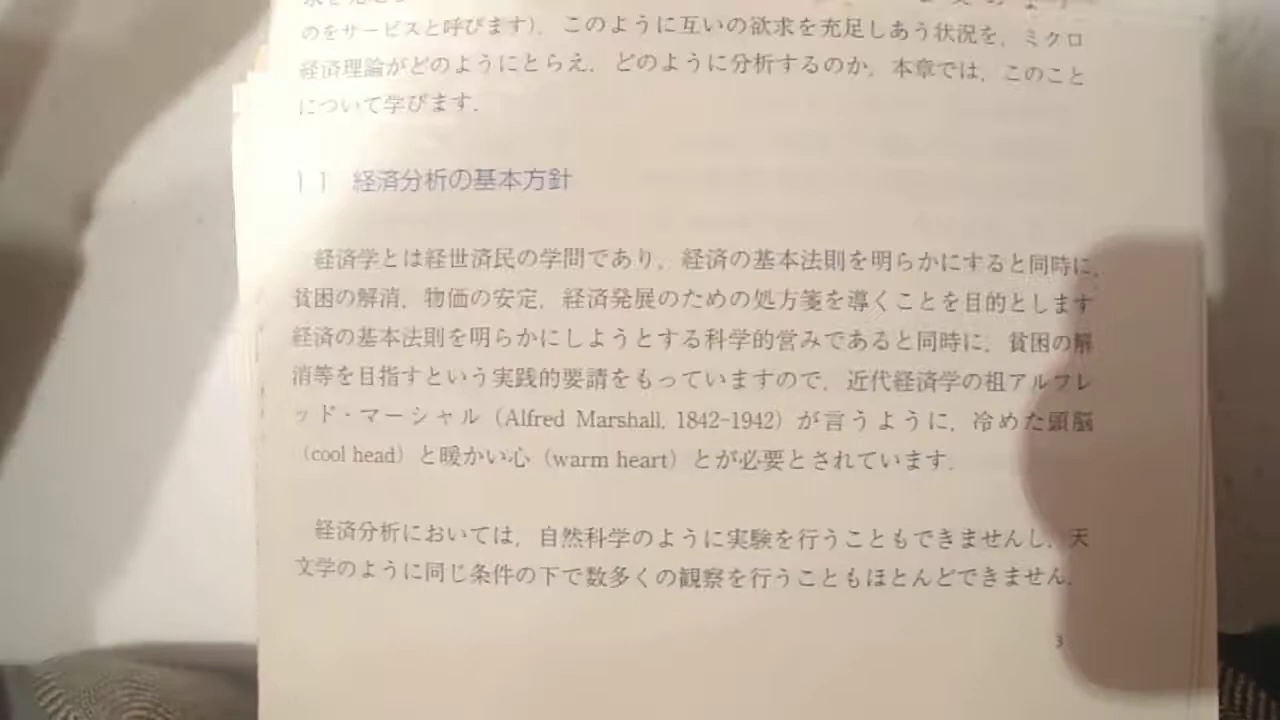 のをサービスと呼びます)．このように互いの欲求を充足しあう状況を，ミクロ
経済理論がどのようにとらえ，どのように分析するのか，本章では，このこと
について学びます．
1 1 経済分析の基本方針
経済学とは経世済民の学問であり，経済の基本法則を明らかにすると同時に，
貧困の解消，物価の安定，経済発展のための処方箋を導くことを目的とします
経済の基本法則を明らかにしようとする科学的営みであると同時に，貧困の解
消等を目指すという実践的要請をもっていますので，近代経済学の祖アルフレ
ッド・マーシャル（Alfred Marshall, 1842-1942）が言うように，冷めた頭脳
（cool head）と暖かい心（warm heart）とが必要とされています．
経済分析においては，自然科学のように実験を行うこともできませんし，天
文学のように同じ条件の下で数多くの観察を行うこともほとんどできません．
3